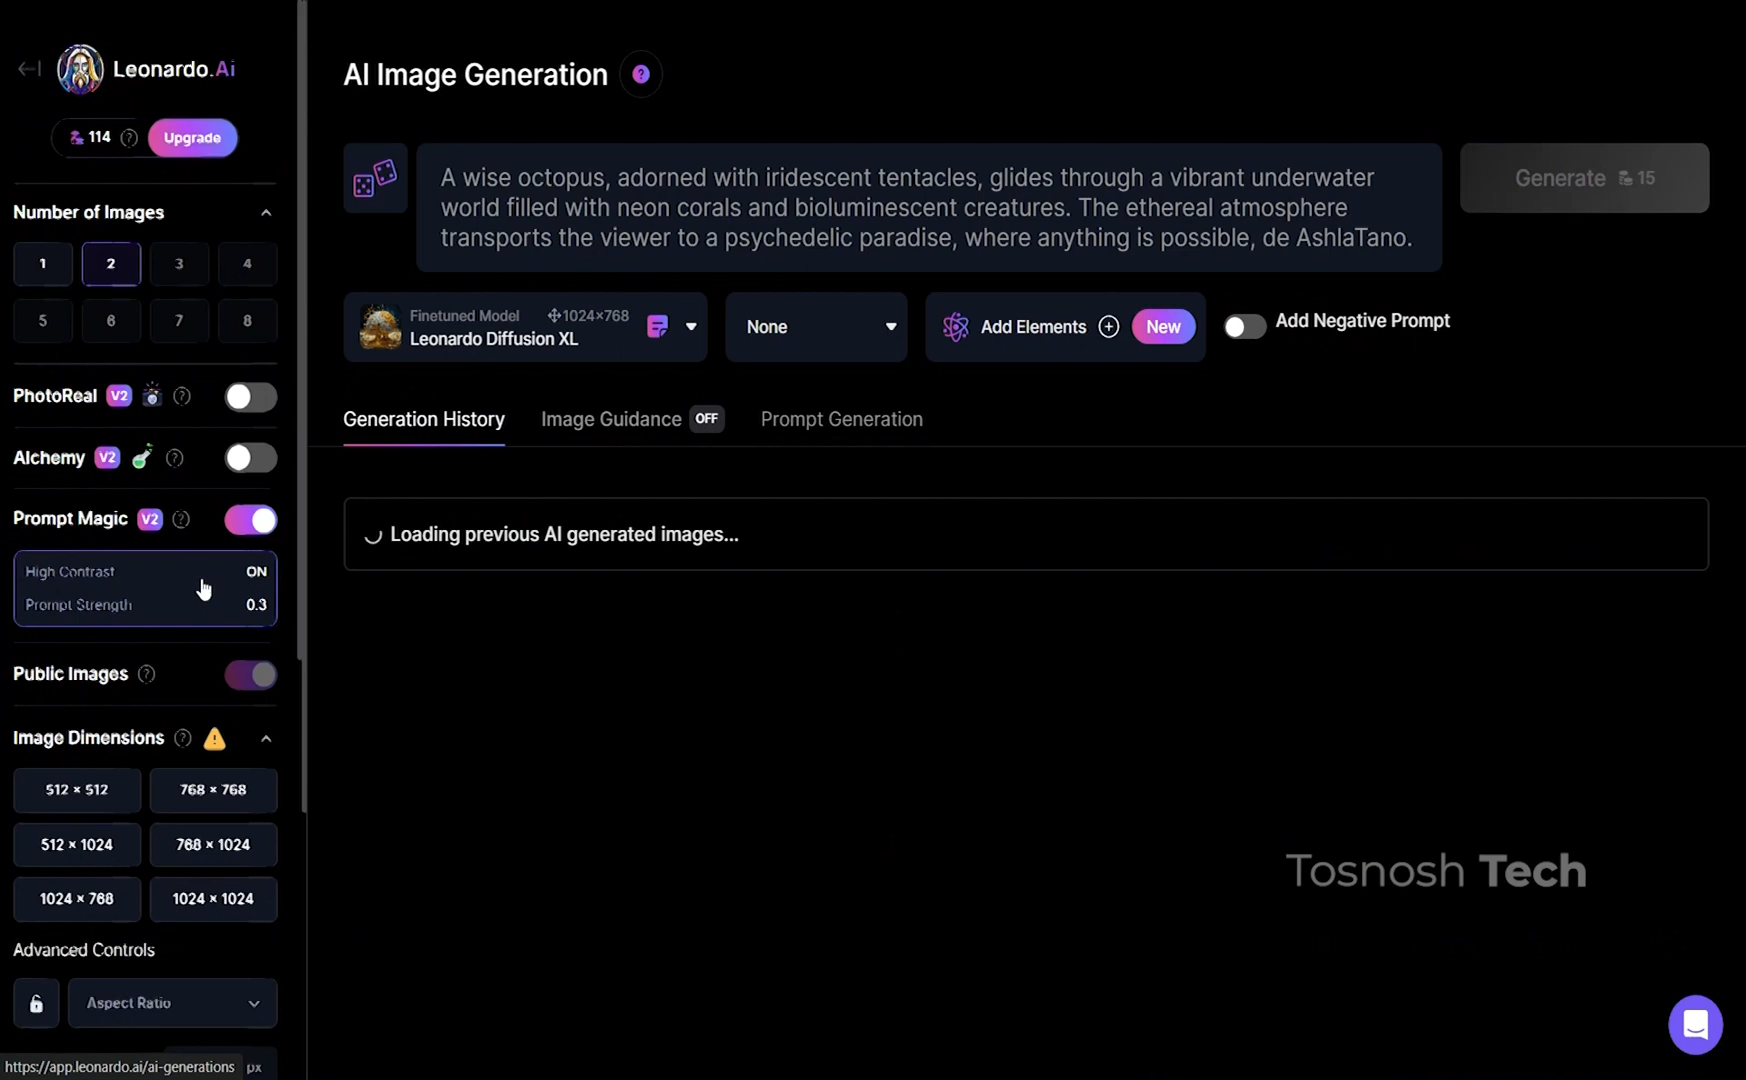 Leonardo.Ai
114
Upgrade
Number of Images
1
2
3
4
5
6
7
8
PhotoReal V2
Alchemy V2
Prompt Magic V2
High Contrast ON
Prompt Strength 0.3
Public Images
Image Dimensions
512 × 512
768 × 768
512 × 1024
768 × 1024
1024 × 768
1024 × 1024
Advanced Controls
Aspect Ratio
px
https://app.leonardo.ai/ai-generations
AI Image Generation ?
A wise octopus, adorned with iridescent tentacles, glides through a vibrant underwater
world filled with neon corals and bioluminescent creatures. The ethereal atmosphere
transports the viewer to a psychedelic paradise, where anything is possible, de AshlaTano.
Generate 15
Finetuned Model 1024×768
Leonardo Diffusion XL
None
Add Elements New
Add Negative Prompt
Generation History
Image Guidance OFF
Prompt Generation
Loading previous AI generated images...
Tosnosh Tech